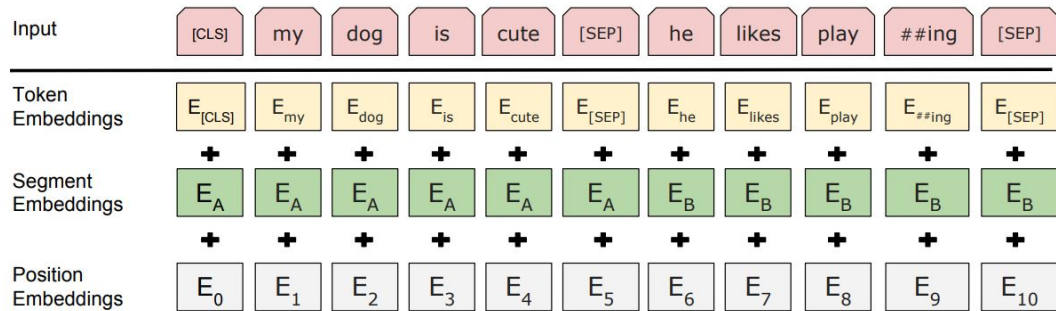 Input [CLS] my dog is cute [SEP] he likes play ##ing [SEP]
Token
Embeddings E[CLS] Emy Edog Eis Ecute E[SEP] Ehe Elikes Eplay E##ing E[SEP]
+ + + + + + + + + + +
Segment
Embeddings EA EA EA EA EA EA EB EB EB EB EB
+ + + + + + + + + + +
Position
Embeddings E0 E1 E2 E3 E4 E5 E6 E7 E8 E9 E10